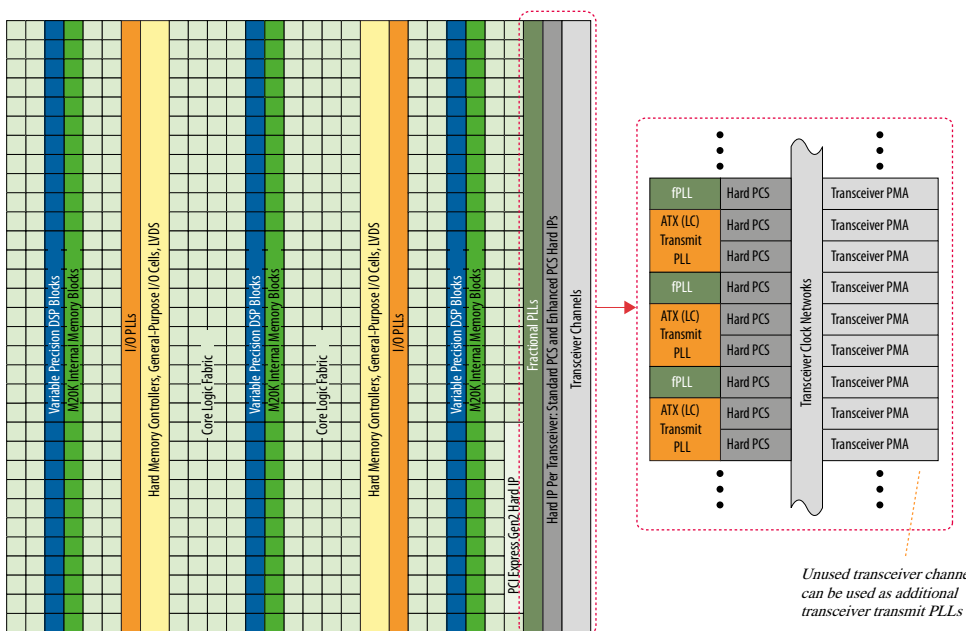 Variable Precision DSP Blocks
M20K Internal Memory Blocks
I/O PLLs
Hard Memory Controllers, General-Purpose I/O Cells, LVDS
Core Logic Fabric
Variable Precision DSP Blocks
M20K Internal Memory Blocks
Core Logic Fabric
Hard Memory Controllers, General-Purpose I/O Cells, LVDS
I/O PLLs
Variable Precision DSP Blocks
M20K Internal Memory Blocks
PCI Express Gen2 Hard IP
Fractional PLLs
Hard IP Per Transceiver: Standard PCS and Enhanced PCS Hard IPs
Transceiver Channels
fPLL
ATX (LC)
Transmit
PLL
fPLL
ATX (LC)
Transmit
PLL
fPLL
ATX (LC)
Transmit
PLL
Hard PCS
Hard PCS
Hard PCS
Hard PCS
Hard PCS
Hard PCS
Hard PCS
Hard PCS
Hard PCS
Transceiver Clock Networks
Transceiver PMA
Transceiver PMA
Transceiver PMA
Transceiver PMA
Transceiver PMA
Transceiver PMA
Transceiver PMA
Transceiver PMA
Transceiver PMA
Unused transceiver channe
can be used as additional
transceiver transmit PLLs